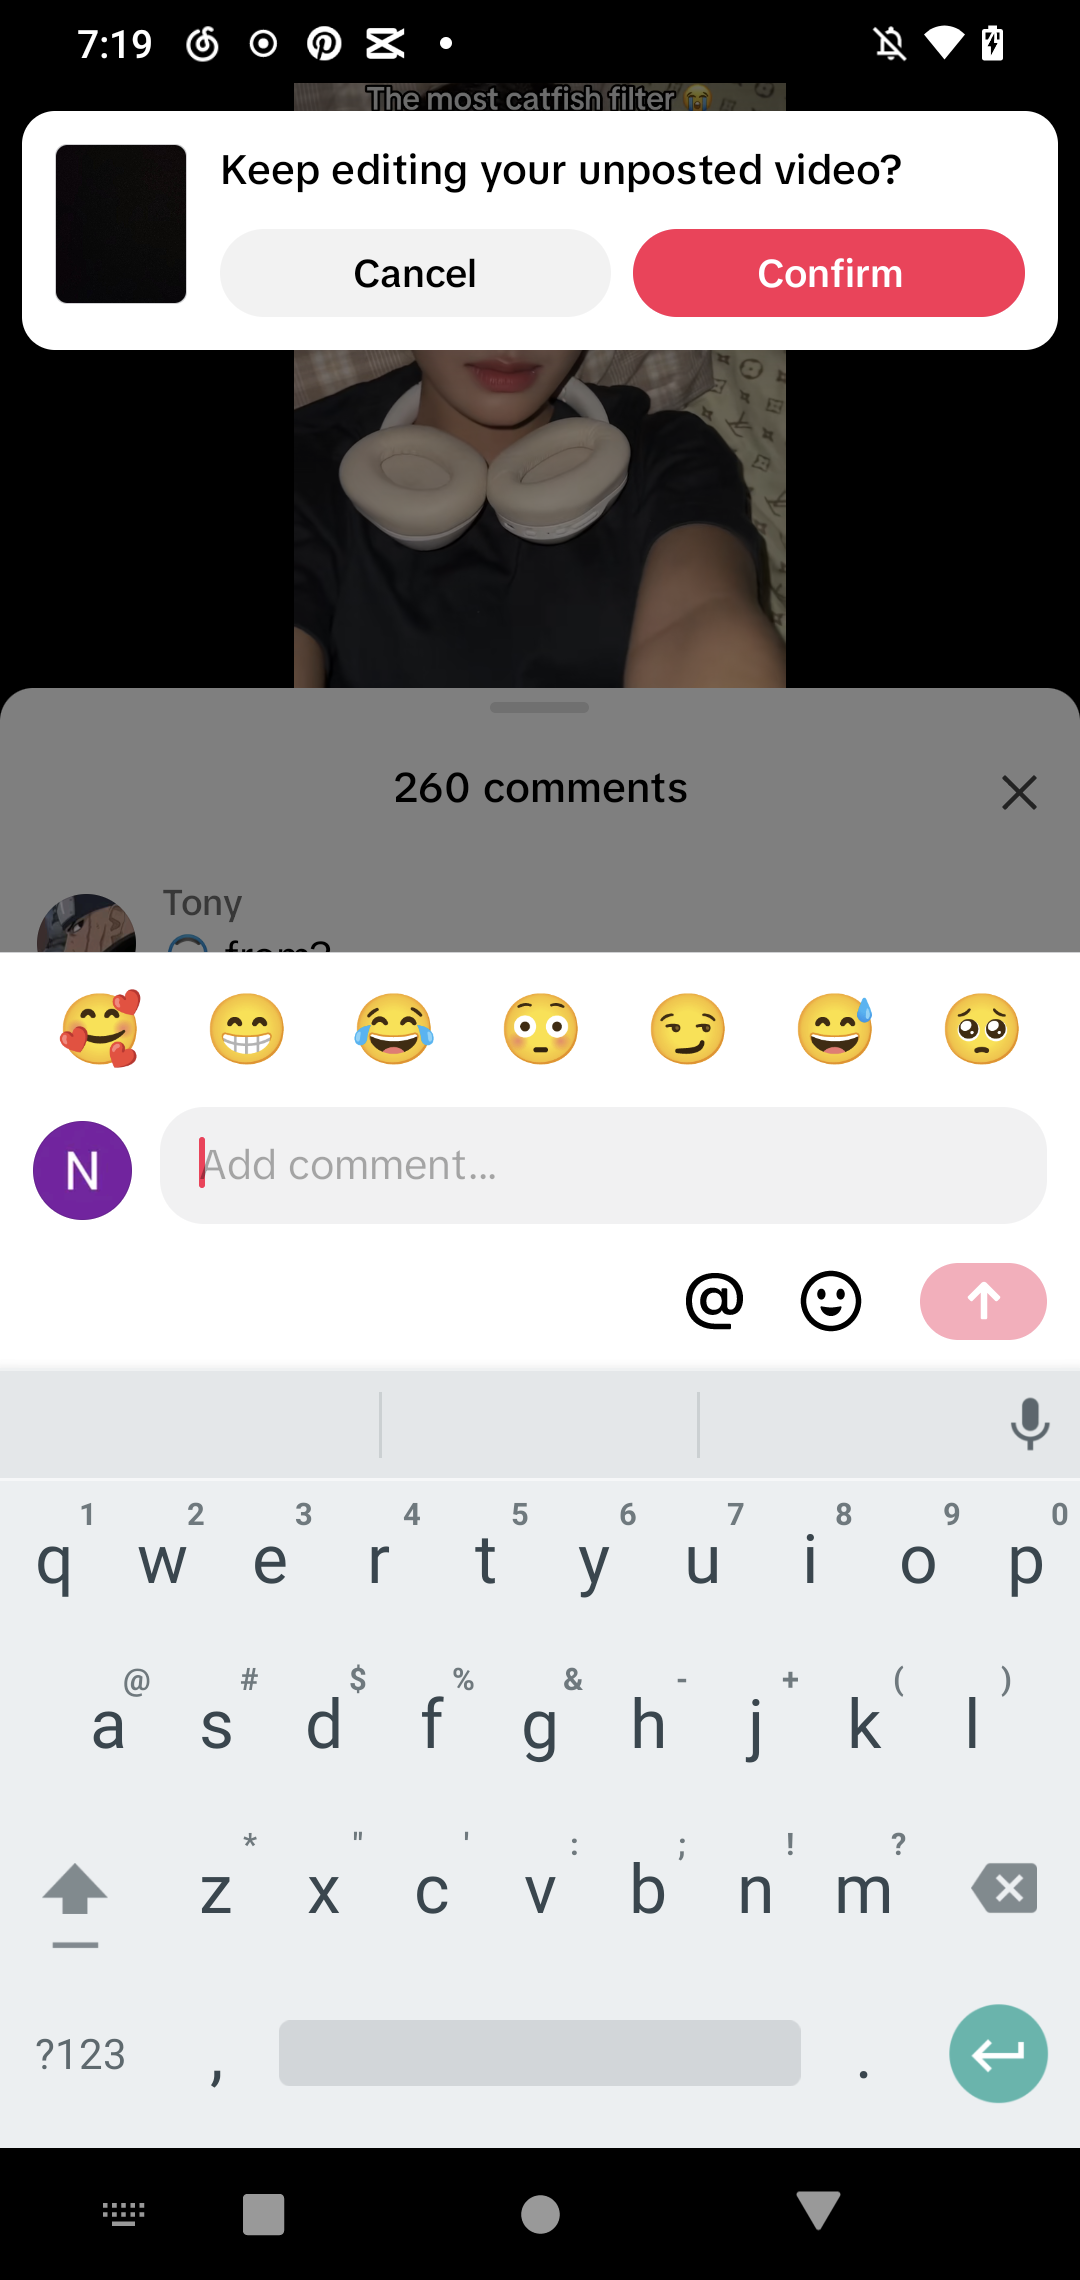 7:19
The most catfish filter 😭
Keep editing your unposted video?
Cancel
Confirm
260 comments
Tony
from?
🥰 😁 😂 😳 😏 😅 🥺
N
Add comment...
@
1 2 3 4 5 6 7 8 9 0
q w e r t y u i o p
@ # $ % & - + ( )
a s d f g h j k l
* " ' : ; ! ?
z x c v b n m
?123 , .